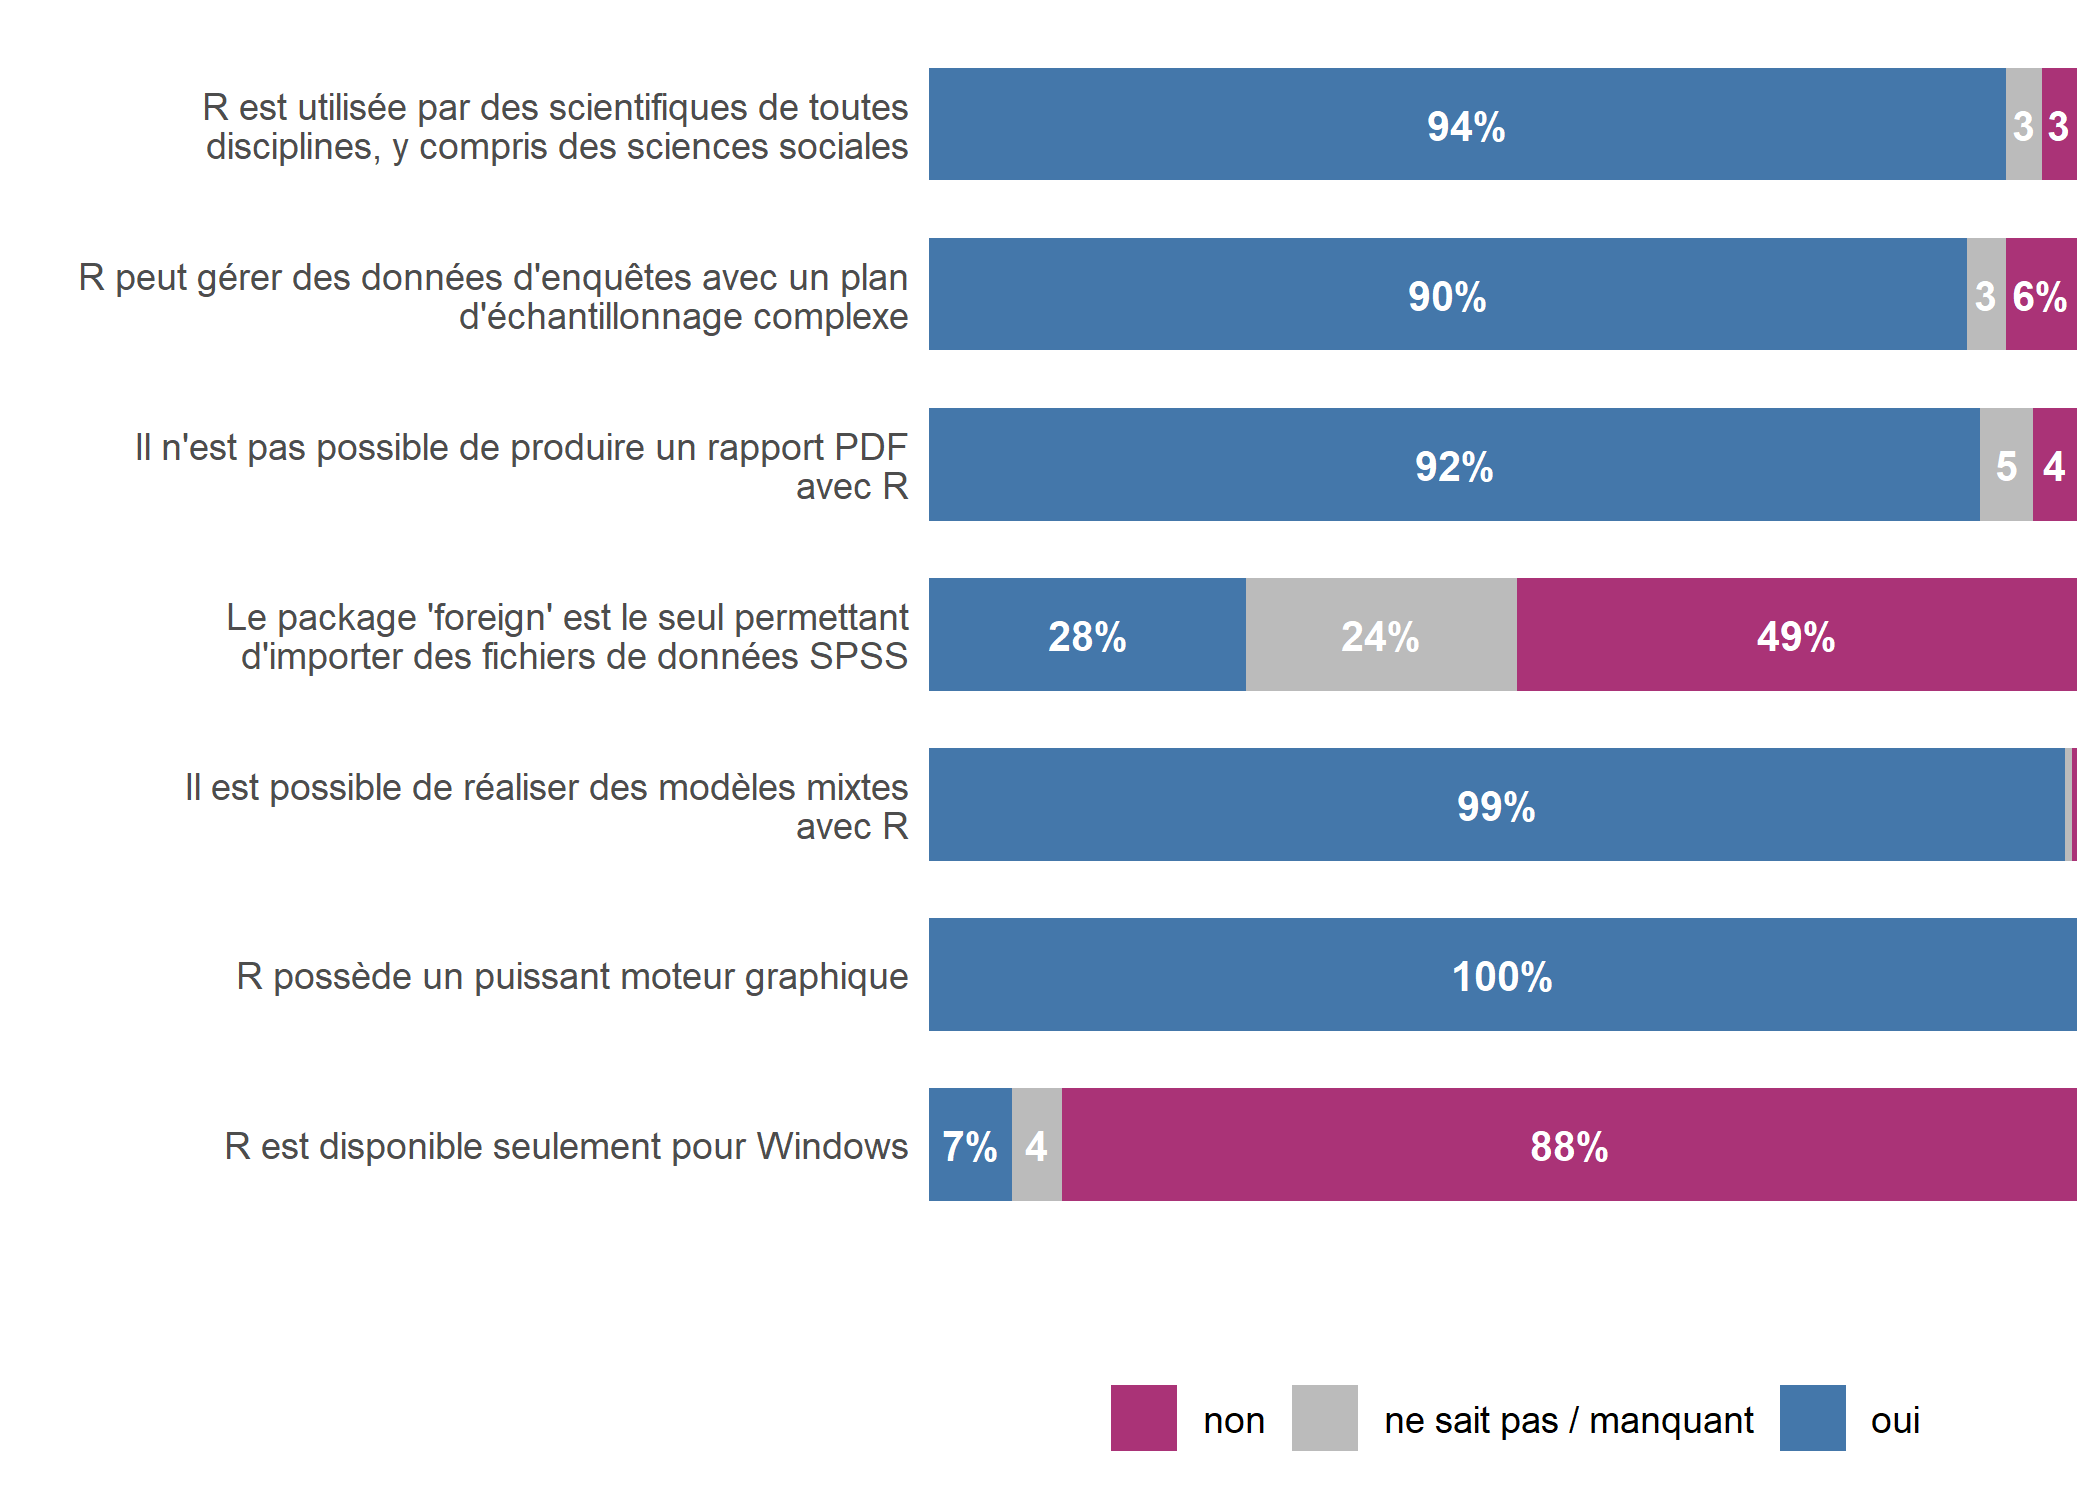 R est utilisée par des scientifiques de toutes
disciplines, y compris des sciences sociales
94% 3 3
R peut gérer des données d'enquêtes avec un plan
d'échantillonnage complexe
90% 3 6%
Il n'est pas possible de produire un rapport PDF
avec R
92% 5 4
Le package 'foreign' est le seul permettant
d'importer des fichiers de données SPSS
28% 24% 49%
Il est possible de réaliser des modèles mixtes
avec R
99%
R possède un puissant moteur graphique
100%
R est disponible seulement pour Windows
7% 4 88%
non ne sait pas / manquant oui